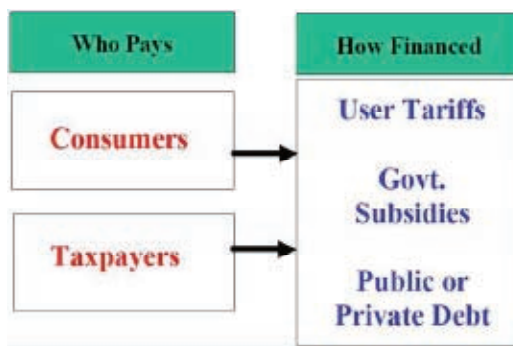 Who Pays
How Financed
Consumers
Taxpayers
User Tariffs
Govt.
Subsidies
Public or
Private Debt